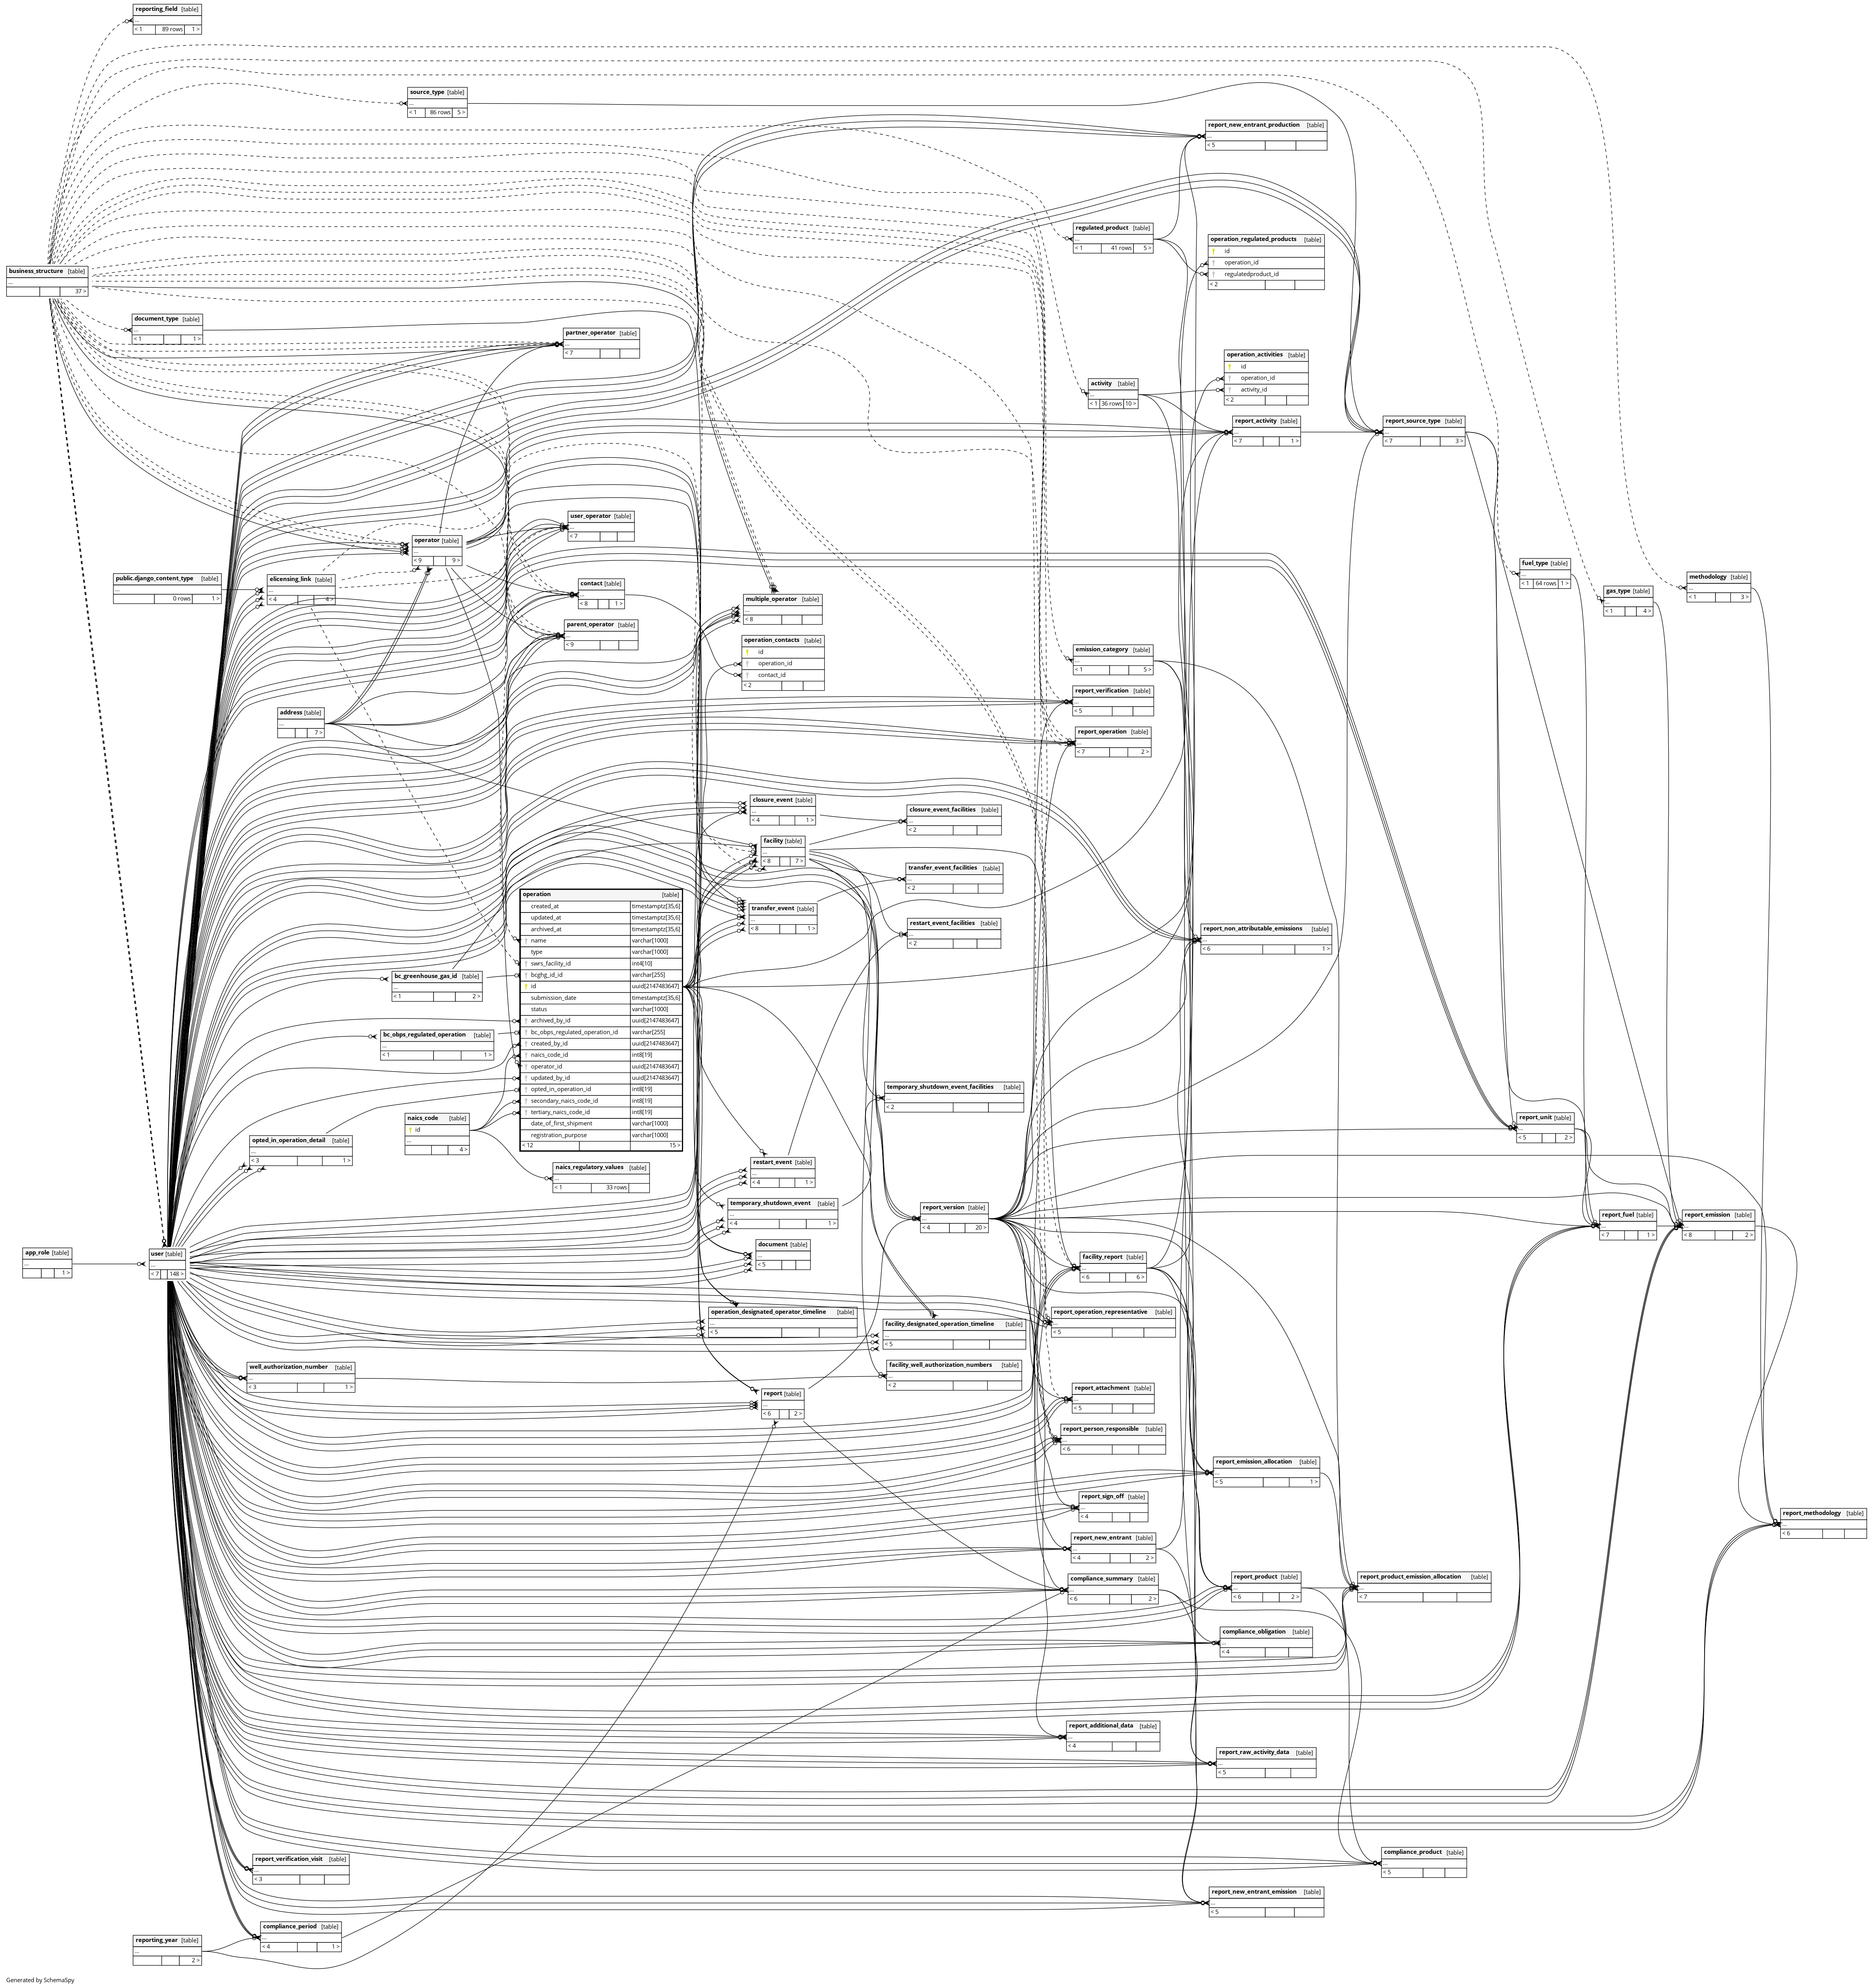 reporting_field [table]
...
< 1 89 rows 1 >
source_type [table]
...
< 1 86 rows 5 >
report_new_entrant_production [table]
...
< 5
regulated_product [table]
...
< 1 41 rows 5 >
operation_regulated_products [table]
id
operation_id
regulatedproduct_id
< 2
business_structure [table]
...
37 >
document_type [table]
...
< 1 1 >
partner_operator [table]
...
< 7
operation_activities [table]
id
operation_id
activity_id
< 2
activity [table]
...
< 1 36 rows 10 >
report_activity [table]
...
< 7 1 >
report_source_type [table]
...
< 7 3 >
user_operator [table]
...
< 7
operator [table]
...
< 9 9 >
public.django_content_type [table]
...
0 rows 1 >
elicensing_link [table]
...
< 4 4 >
contact [table]
...
< 8 1 >
multiple_operator [table]
...
< 8
fuel_type [table]
...
< 1 64 rows 1 >
gas_type [table]
...
< 1 4 >
methodology [table]
...
< 1 3 >
parent_operator [table]
...
< 9
operation_contacts [table]
id
operation_id
contact_id
< 2
emission_category [table]
...
< 1 5 >
report_verification [table]
...
< 5
address [table]
...
7 >
report_operation [table]
...
< 7 2 >
closure_event [table]
...
< 4 1 >
closure_event_facilities [table]
...
< 2
facility [table]
...
< 8 7 >
transfer_event_facilities [table]
...
< 2
transfer_event [table]
...
< 8 1 >
restart_event_facilities [table]
...
< 2
report_non_attributable_emissions [table]
...
< 6 1 >
operation [table]
created_at timestamptz[35,6]
updated_at timestamptz[35,6]
archived_at timestamptz[35,6]
name varchar[1000]
type varchar[1000]
swrs_facility_id int4[10]
bcghg_id_id varchar[255]
id uuid[2147483647]
submission_date timestamptz[35,6]
status varchar[1000]
archived_by_id uuid[2147483647]
bc_obps_regulated_operation_id varchar[255]
created_by_id uuid[2147483647]
naics_code_id int8[19]
operator_id uuid[2147483647]
updated_by_id uuid[2147483647]
opted_in_operation_id int8[19]
secondary_naics_code_id int8[19]
tertiary_naics_code_id int8[19]
date_of_first_shipment varchar[1000]
registration_purpose varchar[1000]
< 12 15 >
bc_greenhouse_gas_id [table]
...
< 1 2 >
bc_obps_regulated_operation [table]
...
< 1 1 >
temporary_shutdown_event_facilities [table]
...
< 2
naics_code [table]
id
...
4 >
report_unit [table]
...
< 5 2 >
opted_in_operation_detail [table]
...
< 3 1 >
naics_regulatory_values [table]
...
< 1 33 rows
restart_event [table]
...
< 4 1 >
temporary_shutdown_event [table]
...
< 4 1 >
report_version [table]
...
< 4 20 >
report_fuel [table]
...
< 7 1 >
report_emission [table]
...
< 8 2 >
app_role [table]
...
1 >
user [table]
...
< 7 148 >
document [table]
...
< 5
facility_report [table]
...
< 6 6 >
operation_designated_operator_timeline [table]
...
< 5
facility_designated_operation_timeline [table]
...
< 5
report_operation_representative [table]
...
< 5
well_authorization_number [table]
...
< 3 1 >
facility_well_authorization_numbers [table]
...
< 2
report [table]
...
< 6 2 >
report_attachment [table]
...
< 5
report_person_responsible [table]
...
< 6
report_emission_allocation [table]
...
< 5 1 >
report_sign_off [table]
...
< 4
report_methodology [table]
...
< 6
report_new_entrant [table]
...
< 4 2 >
compliance_summary [table]
...
< 6 2 >
report_product [table]
...
< 6 2 >
report_product_emission_allocation [table]
...
< 7
compliance_obligation [table]
...
< 4
report_additional_data [table]
...
< 4
report_raw_activity_data [table]
...
< 5
report_verification_visit [table]
...
< 3
compliance_product [table]
...
< 5
report_new_entrant_emission [table]
...
< 5
compliance_period [table]
...
< 4 1 >
reporting_year [table]
...
2 >
Generated by SchemaSpy